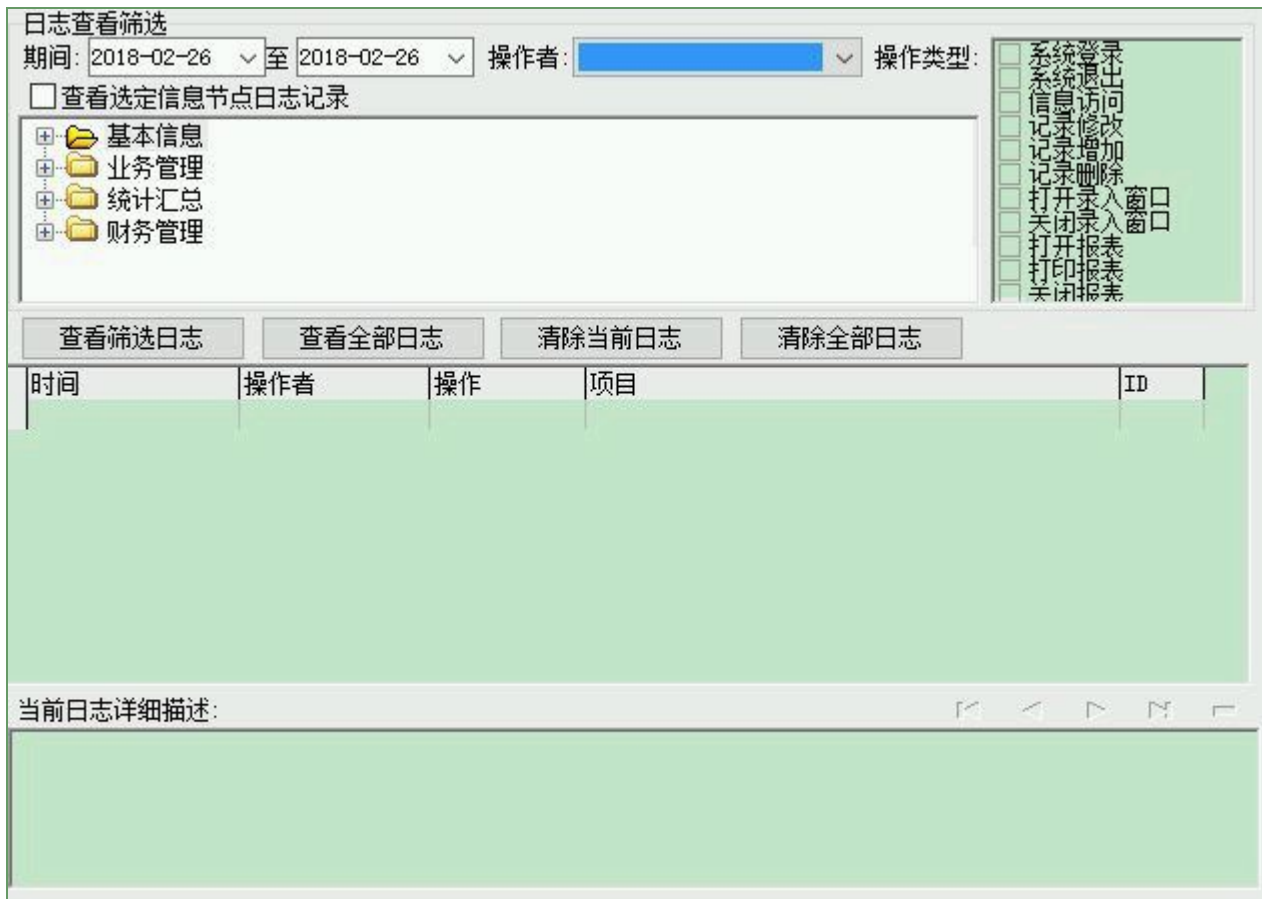 日志查看筛选
期间: 2018-02-26 至 2018-02-26 操作者: 操作类型:
系统登录
系统退出
信息访问
记录修改
记录增加
记录删除
打开录入窗口
关闭录入窗口
打开报表
打印报表
关闭报表
查看选定信息节点日志记录
基本信息
业务管理
统计汇总
财务管理
查看筛选日志 查看全部日志 清除当前日志 清除全部日志
时间 操作者 操作 项目 ID
当前日志详细描述: